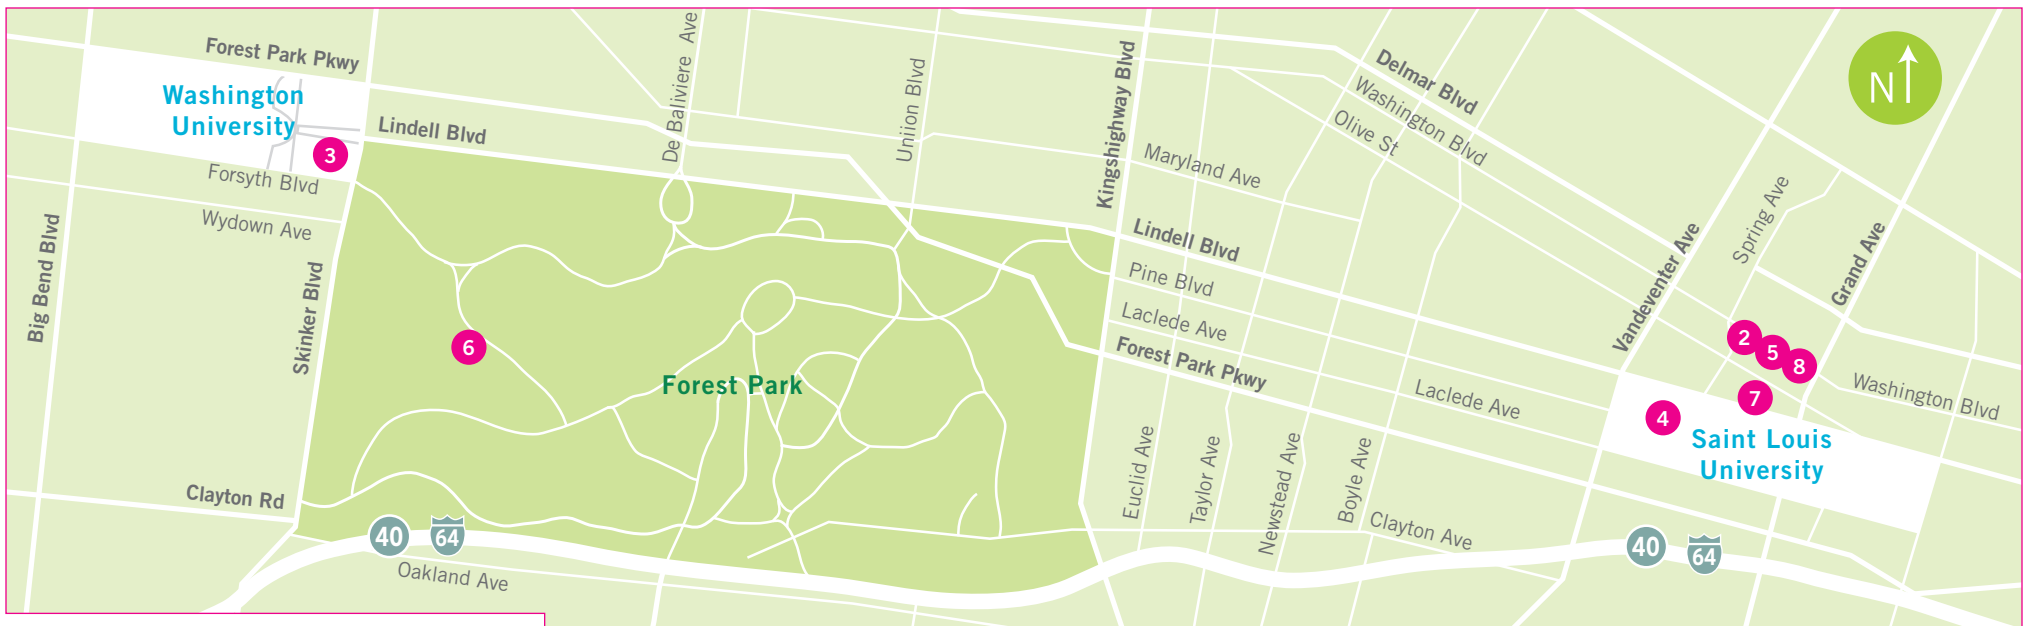 Forest Park Pkwy
Washington
University
3
Forsyth Blvd
Wydown Ave
Big Bend Blvd
Skinker Blvd
Clayton Rd
Lindell Blvd
De Baliviere Ave
Uniion Blvd
Kingshighway Blvd
6
Forest Park
40
64
Oakland Ave
Delmar Blvd
Washington Blvd
Olive St
Maryland Ave
Lindell Blvd
Pine Blvd
Laclede Ave
Forest Park Pkwy
Laclede Ave
Euclid Ave
Taylor Ave
Newstead Ave
Boyle Ave
Clayton Ave
Vandeventer Ave
Spring Ave
Grand Ave
N
2
5
8
7
4
Washington Blvd
Saint Louis
University
40
64